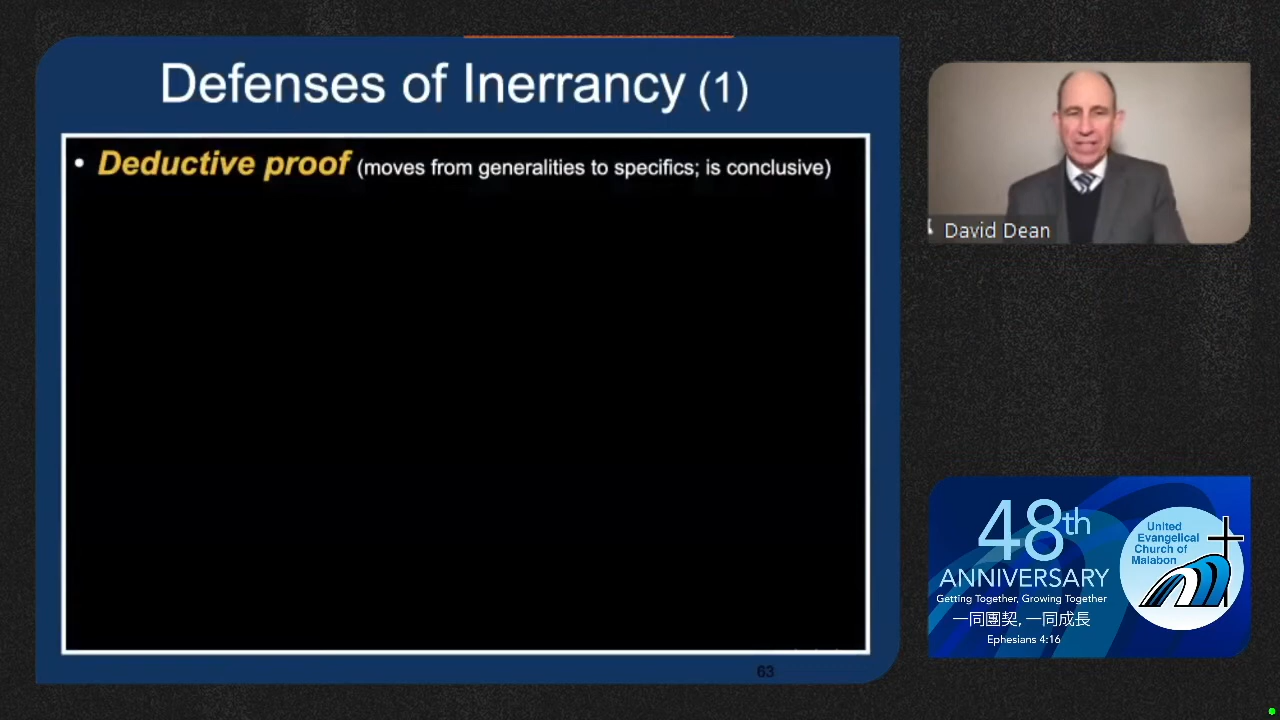 Defenses of Inerrancy (1)
• Deductive proof (moves from generalities to specifics; is conclusive)
63
David Dean
48th
ANNIVERSARY
Getting Together, Growing Together
一同團契, 一同成長
Ephesians 4:16
United
Evangelical
Church of
Malabon